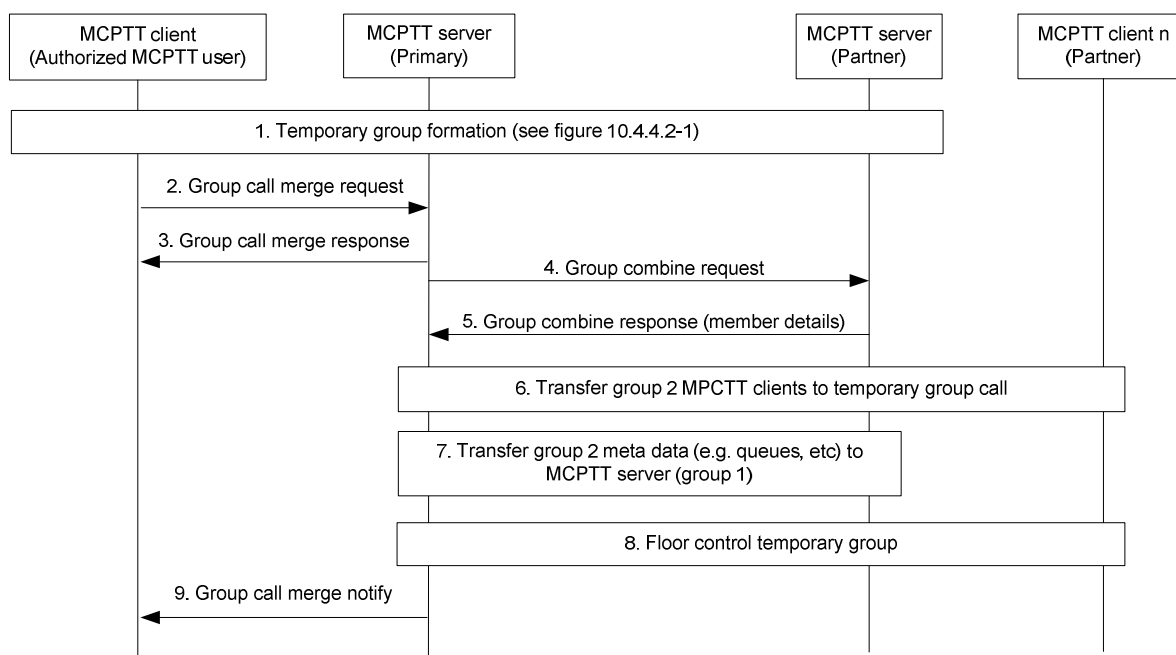 MCPTT client
(Authorized MCPTT user)
MCPTT server
(Primary)
MCPTT server
(Partner)
MCPTT client n
(Partner)
1. Temporary group formation (see figure 10.4.4.2-1)
2. Group call merge request
3. Group call merge response
4. Group combine request
5. Group combine response (member details)
6. Transfer group 2 MPCTT clients to temporary group call
7. Transfer group 2 meta data (e.g. queues, etc) to
MCPTT server (group 1)
8. Floor control temporary group
9. Group call merge notify